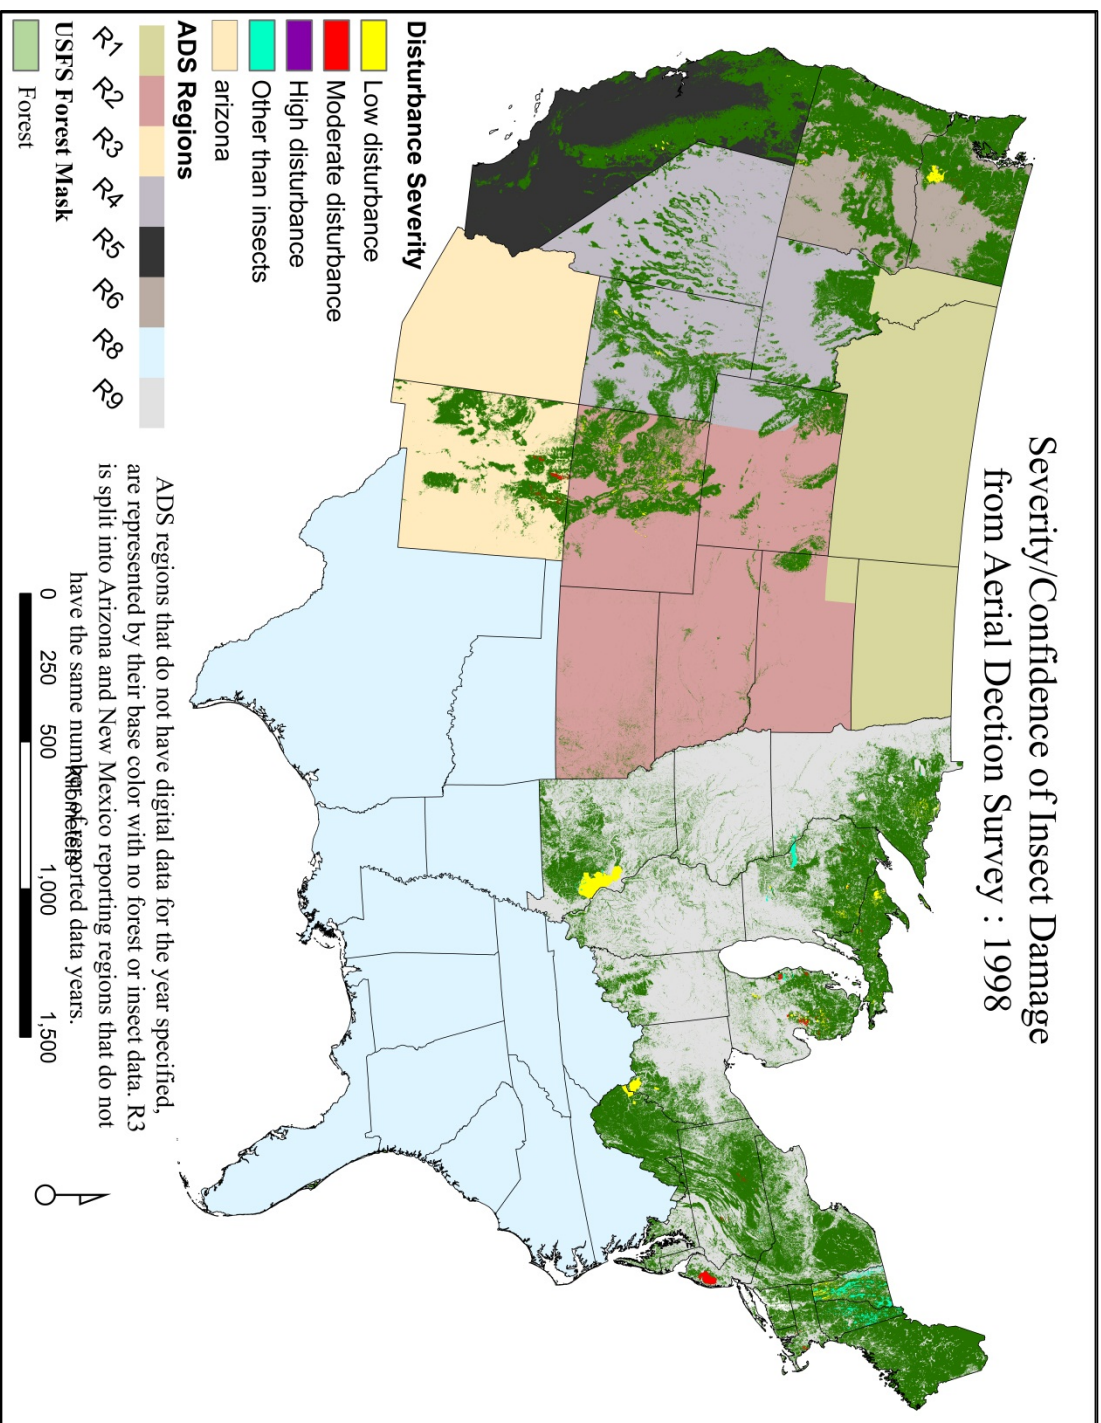 Severity/Confidence of Insect Damage
from Aerial Dection Survey : 1998
Disturbance Severity
Low disturbance
Moderate disturbance
High disturbance
Other than insects
arizona
ADS Regions
R1 R2 R3 R4 R5 R6 R8 R9
USFS Forest Mask
Forest
ADS regions that do not have digital data for the year specified,
are represented by their base color with no forest or insect data. R3
is split into Arizona and New Mexico reporting regions that do not
have the same number of reported data years.
Kilometers
0 250 500 1,000 1,500